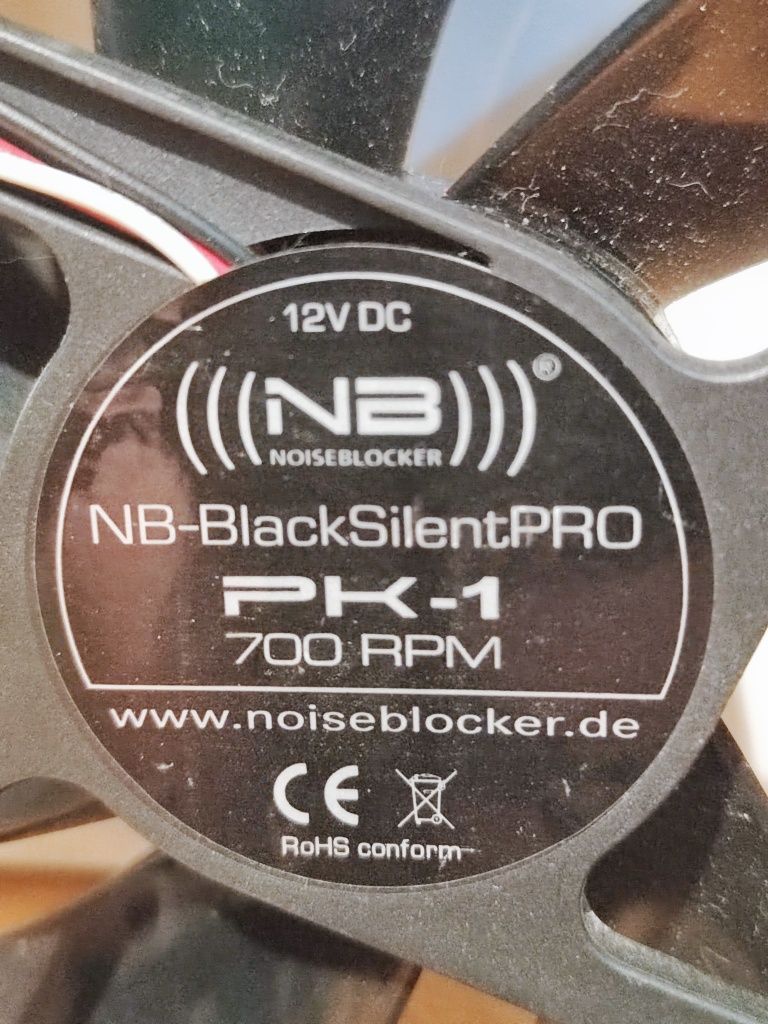 12V DC
NB®
NOISEBLOCKER
NB-BlackSilentPRO
PK-1
700 RPM
www.noiseblocker.de
CE
RoHS conform